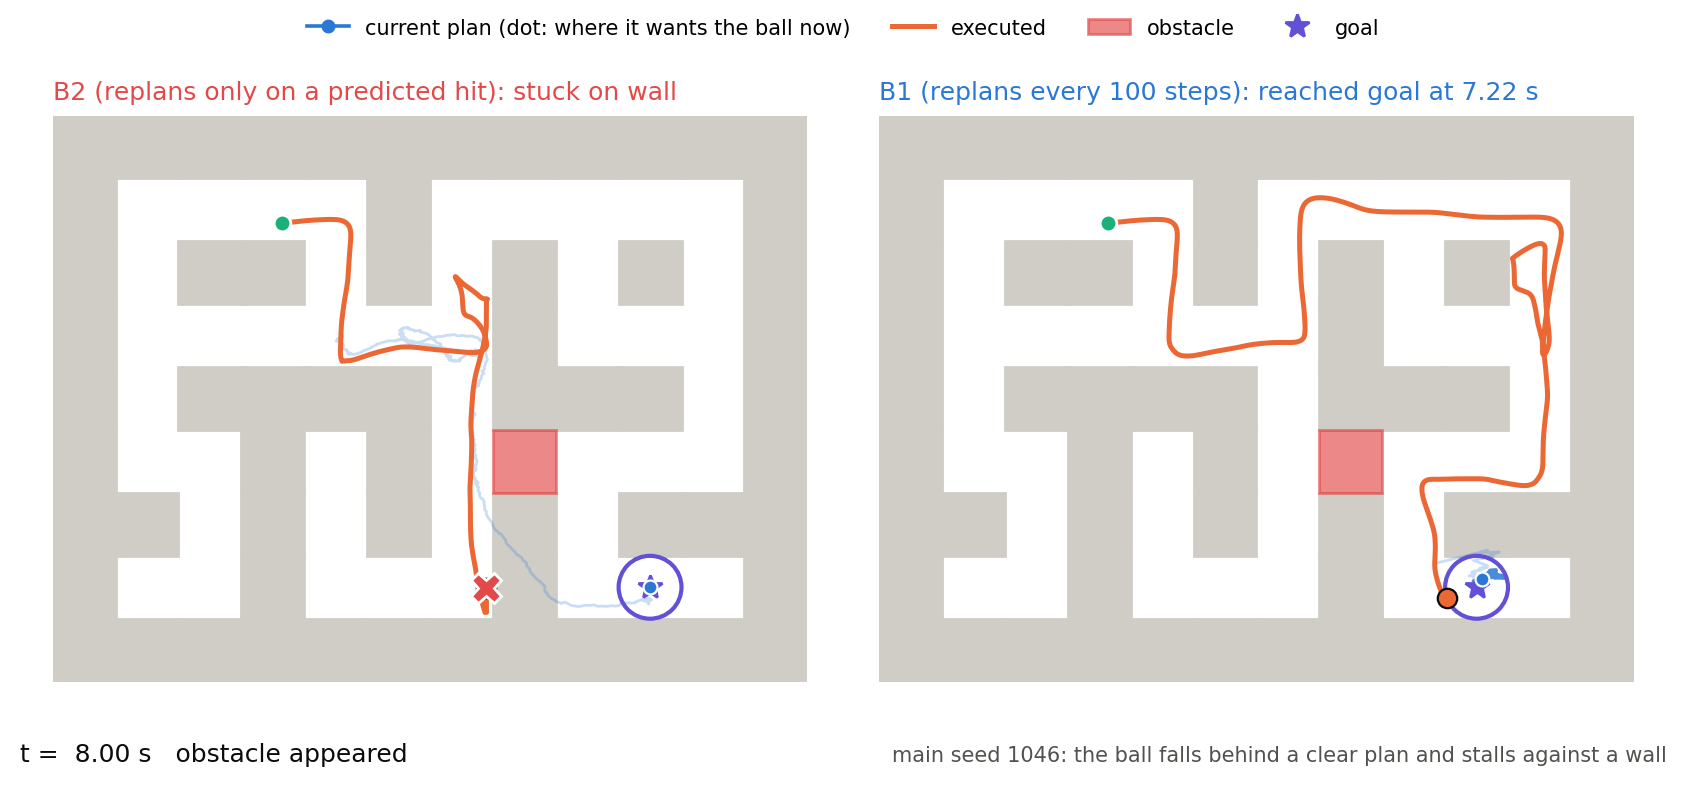 current plan (dot: where it wants the ball now) executed obstacle goal
B2 (replans only on a predicted hit): stuck on wall
B1 (replans every 100 steps): reached goal at 7.22 s
t =  8.00 s   obstacle appeared
main seed 1046: the ball falls behind a clear plan and stalls against a wall